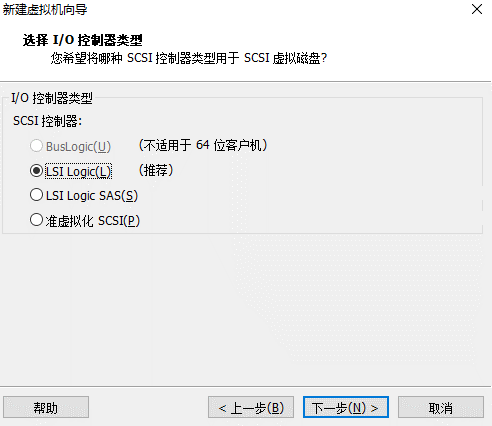 新建虚拟机向导
选择 I/O 控制器类型
您希望将哪种 SCSI 控制器类型用于 SCSI 虚拟磁盘?
I/O 控制器类型
SCSI 控制器:
BusLogic(U) (不适用于 64 位客户机)
LSI Logic(L) (推荐)
LSI Logic SAS(S)
准虚拟化 SCSI(P)
帮助 < 上一步(B) 下一步(N) > 取消